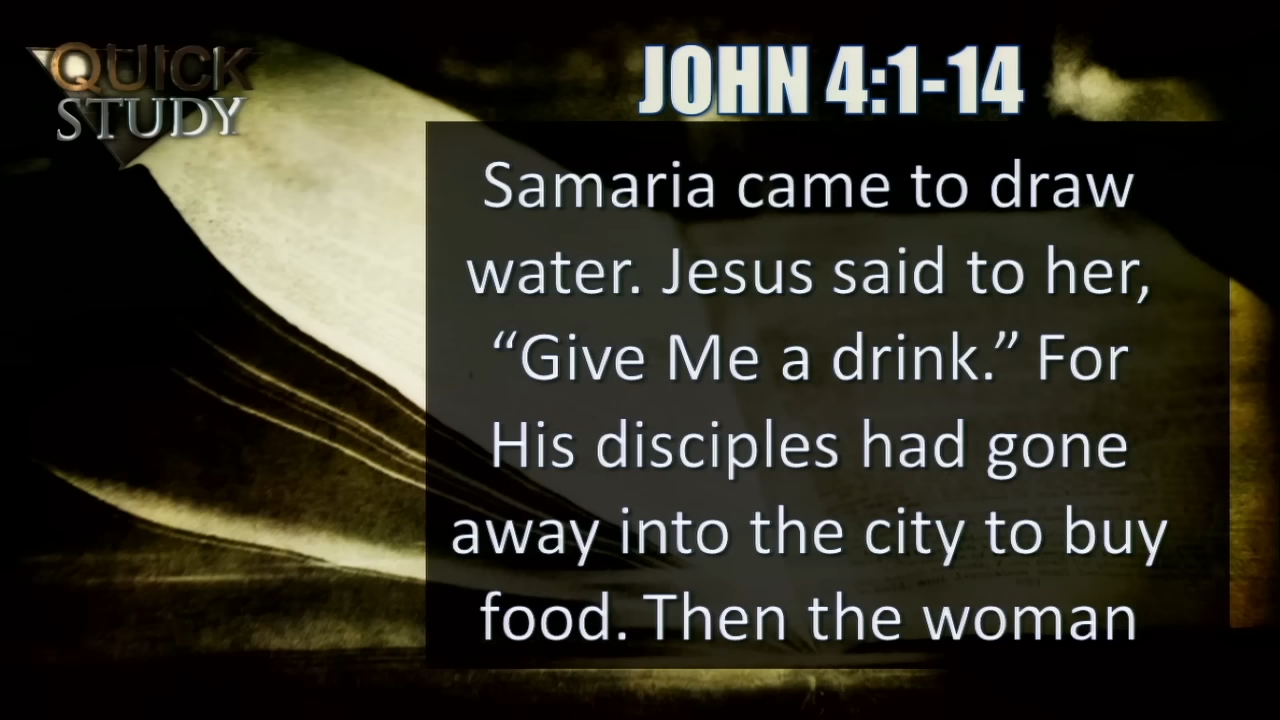 QUICK
STUDY
JOHN 4:1-14
Samaria came to draw
water. Jesus said to her,
“Give Me a drink.” For
His disciples had gone
away into the city to buy
food. Then the woman